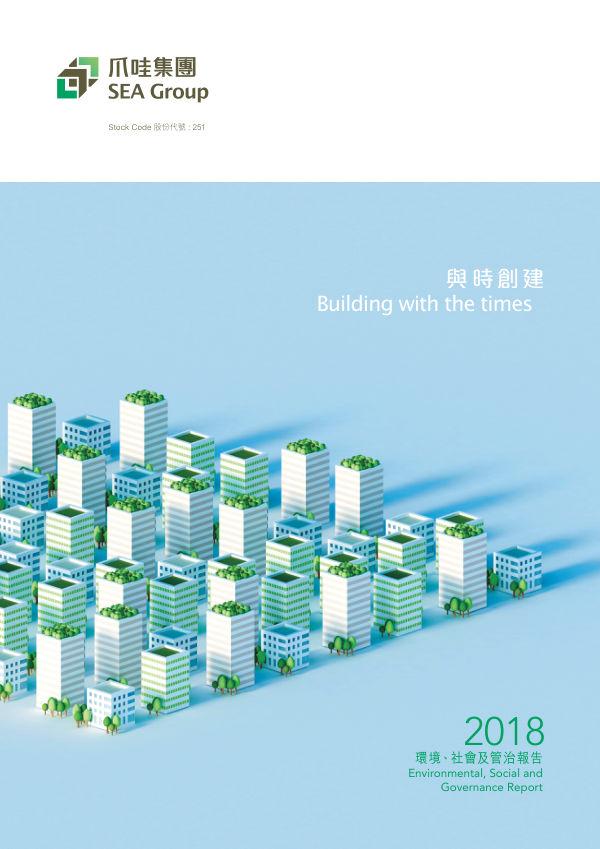 爪哇集團
SEA Group
Stock Code 股份代號 : 251
與時創建
Building with the times
2018
環境、社會及管治報告
Environmental, Social and
Governance Report